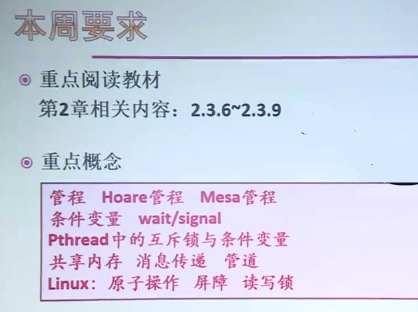 本周要求
重点阅读教材
第2章相关内容：2.3.6~2.3.9
重点概念
管程 Hoare管程 Mesa管程
条件变量 wait/signal
Pthread中的互斥锁与条件变量
共享内存 消息传递 管道
Linux：原子操作 屏障 读写锁